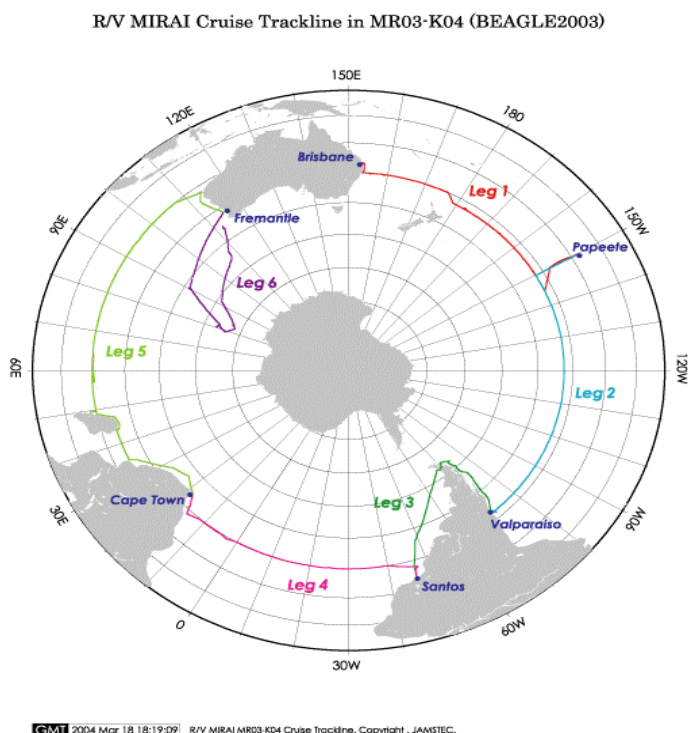 R/V MIRAI Cruise Trackline in MR03-K04 (BEAGLE2003)
150E
120E
180
Brisbane
Leg 1
150W
90E
Fremantle
Papeete
Leg 6
Leg 5
60E
120W
Leg 2
Cape Town
Leg 3
Valparaiso
90W
30E
Leg 4
Santos
0
60W
30W
GMT 2004 Mar 18 18:19:09 R/V MIRAI MR03-K04 Cruise Trackline. Copyright , JAMSTEC.